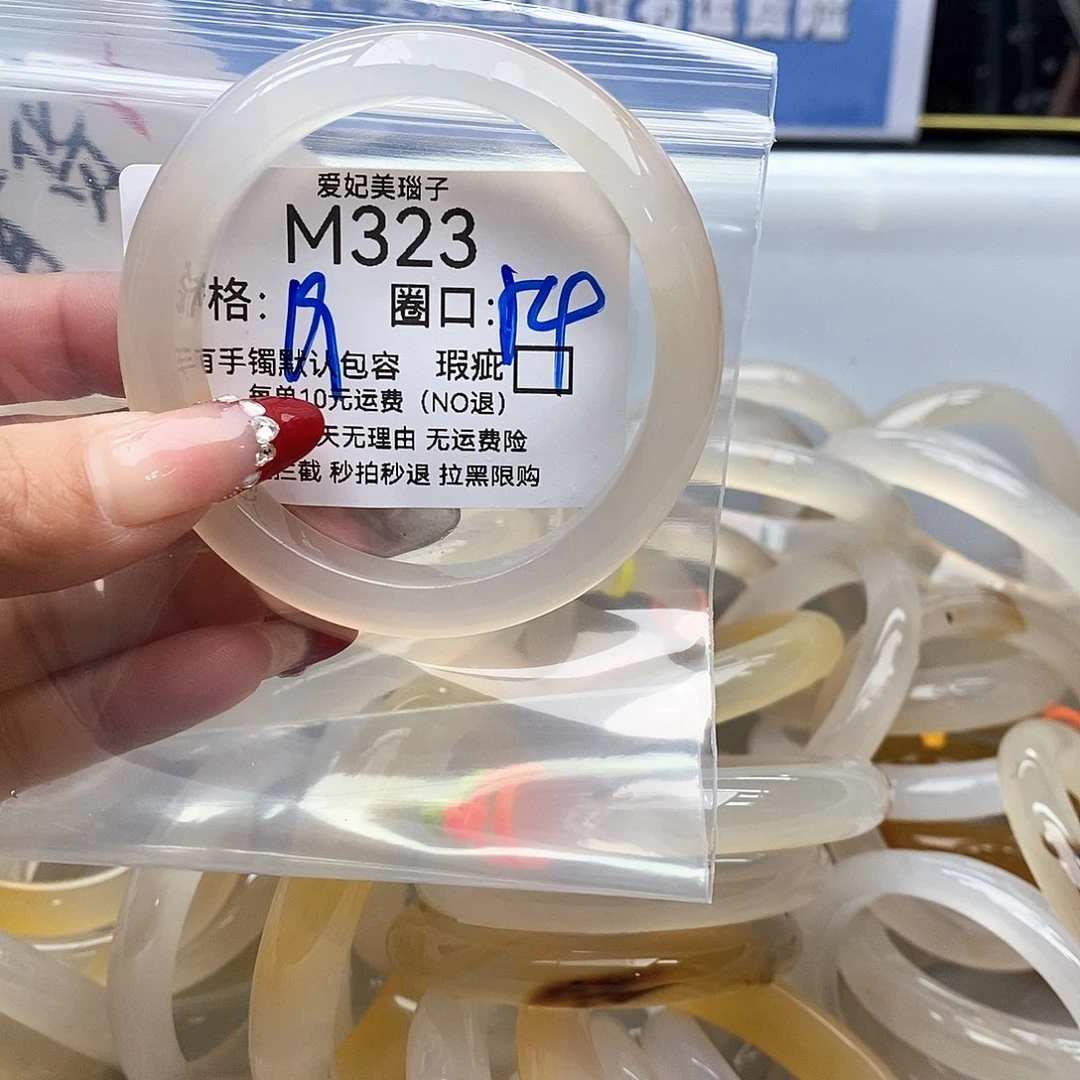 爱妃美瑙子
M323
格: 圈口:
有手镯默认包容 瑕疵
每单10元运费（NO退）
天无理由 无运费险
拦截 秒拍秒退 拉黑限购